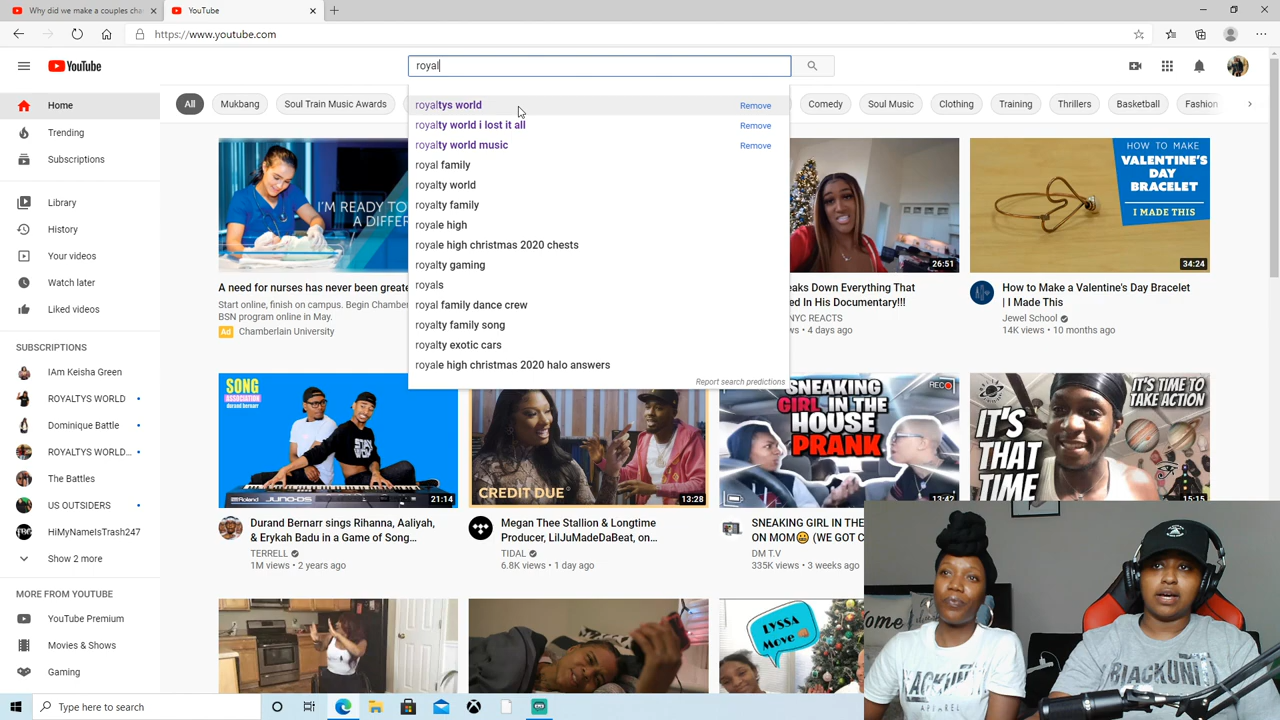 Why did we make a couples cha
YouTube
https://www.youtube.com
YouTube
royal
Home
Trending
Subscriptions
Library
History
Your videos
Watch later
Liked videos
SUBSCRIPTIONS
IAm Keisha Green
ROYALTYS WORLD
Dominique Battle
ROYALTYS WORLD...
The Battles
US OUTSIDERS
HiMyNameIsTrash247
Show 2 more
MORE FROM YOUTUBE
YouTube Premium
Movies & Shows
Gaming
All
Mukbang
Soul Train Music Awards
Comedy
Soul Music
Clothing
Training
Thrillers
Basketball
Fashion
royaltys world
Remove
royalty world i lost it all
Remove
royalty world music
Remove
royal family
royalty world
royalty family
royale high
royale high christmas 2020 chests
royalty gaming
royals
royal family dance crew
royalty family song
royalty exotic cars
royale high christmas 2020 halo answers
Report search predictions
I'M READY TO
A DIFFER
A need for nurses has never been greate
Start online, finish on campus. Begin Chamber
BSN program online in May.
Ad
Chamberlain University
26:51
eaks Down Everything That
ed In His Documentary!!!
NYC REACTS
ws • 4 days ago
HOW TO MAKE
VALENTINE'S
DAY
BRACELET
I MADE THIS
34:24
How to Make a Valentine's Day Bracelet
| I Made This
Jewel School
14K views • 10 months ago
SONG
ASSOCIATION
durand bernarr
Roland
JUNO-DS
21:14
Durand Bernarr sings Rihanna, Aaliyah,
& Erykah Badu in a Game of Song...
TERRELL
1M views • 2 years ago
CREDIT DUE
13:28
Megan Thee Stallion & Longtime
Producer, LilJuMadeDaBeat, on...
TIDAL
6.8K views • 1 day ago
SNEAKING
GIRL IN THE
HOUSE
PRANK
REC
13:42
SNEAKING GIRL IN THE
ON MOM (WE GOT C
DM T.V
335K views • 3 weeks ago
IT'S TIME TO
TAKE ACTION
IT'S
THAT
TIME
15:15
LYSSA
Move
ome
BLACKUNI
APPAREL
BLACKUNI
Type here to search